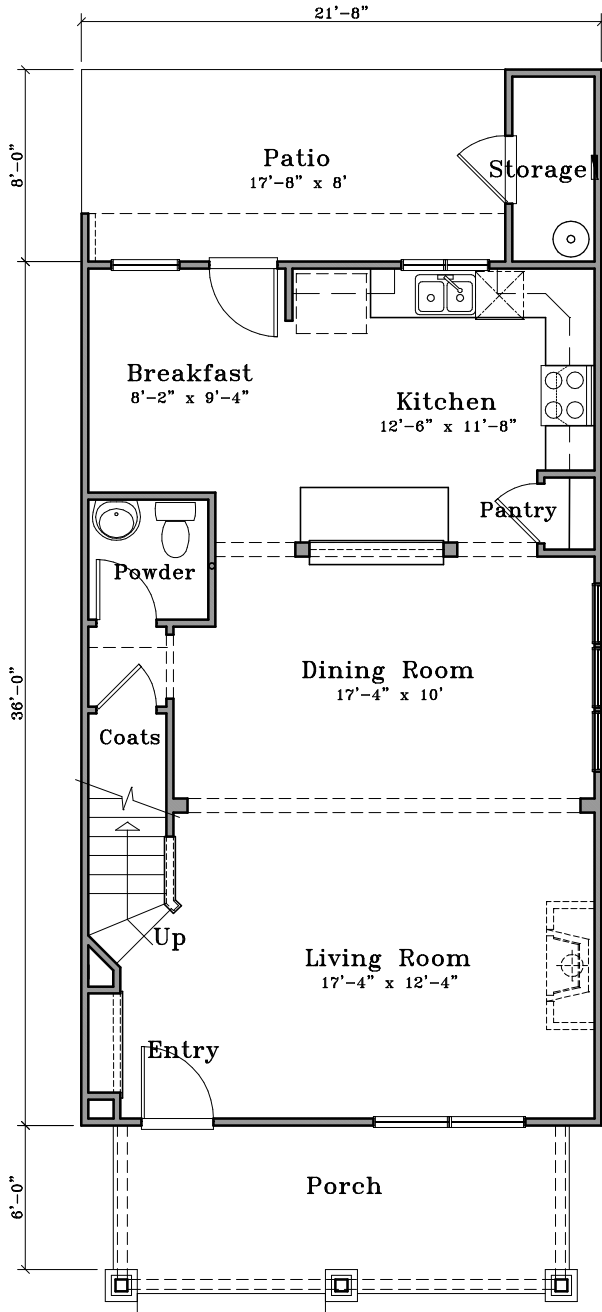 21'-8"
8'-0"
Patio
17'-8" x 8'
Storage
Breakfast
8'-2" x 9'-4"
Kitchen
12'-6" x 11'-8"
Pantry
Powder
36'-0"
Dining Room
17'-4" x 10'
Coats
Up
Living Room
17'-4" x 12'-4"
Entry
6'-0"
Porch